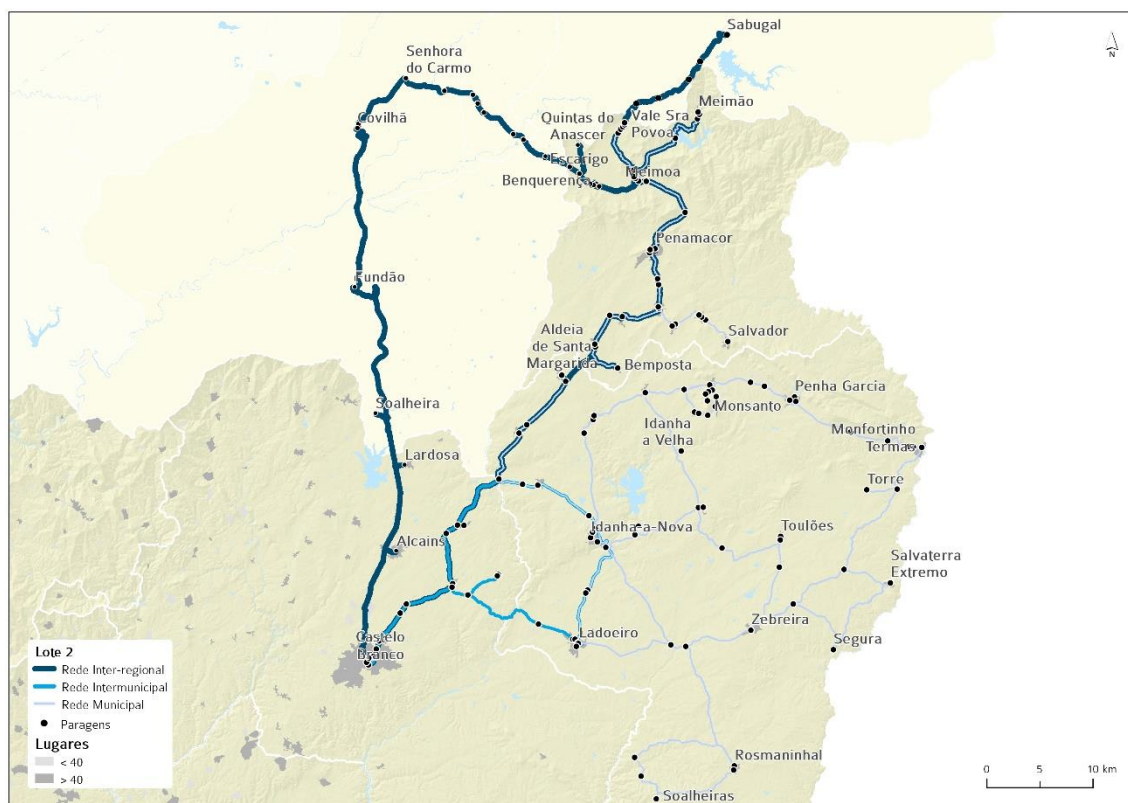 Sabugal
N
Senhora
do Carmo
Meimão
Covilhã
Quintas do
Anascer
Vale Sra
Povoa
Escarigo
Benquerença
Meimoa
Penamacor
Fundão
Aldeia
de Santa
Margarida
Salvador
Bemposta
Penha Garcia
Soalheira
Monsanto
Idanha
a Velha
Monfortinho
Termas
Lardosa
Torre
Idanha-a-Nova
Toulões
Alcains
Salvaterra
Extremo
Ladoeiro
Zebreira
Segura
Castelo
Branco
Lote 2
Rede Inter-regional
Rede Intermunicipal
Rede Municipal
Paragens
Lugares
< 40
> 40
Rosmaninhal
Soalheiras
0 5 10 km